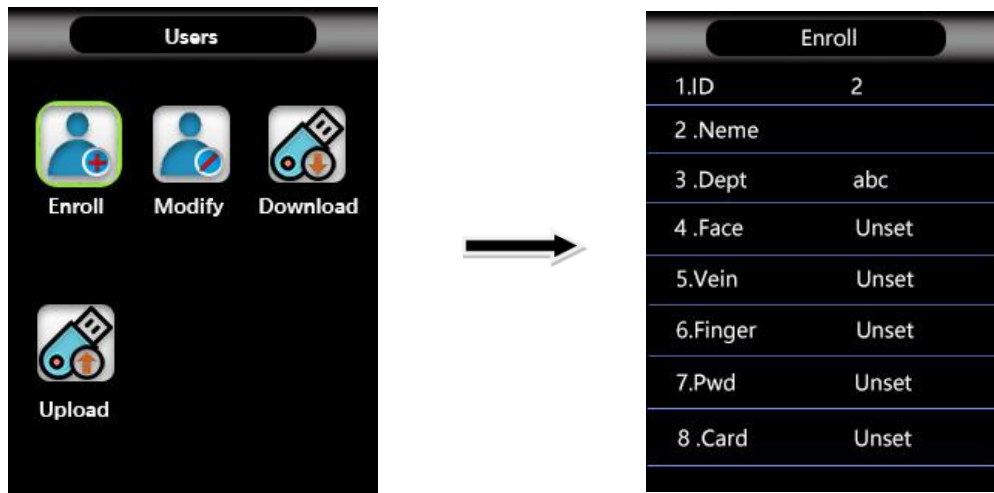 Users
Enroll Modify Download
Upload
Enroll
1.ID 2
2 .Neme
3 .Dept abc
4 .Face Unset
5.Vein Unset
6.Finger Unset
7.Pwd Unset
8 .Card Unset